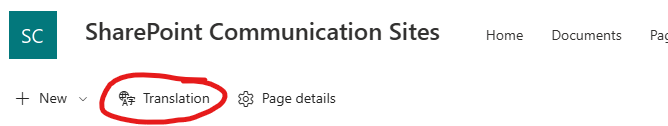 SC
SharePoint Communication Sites
Home Documents
New Translation Page details